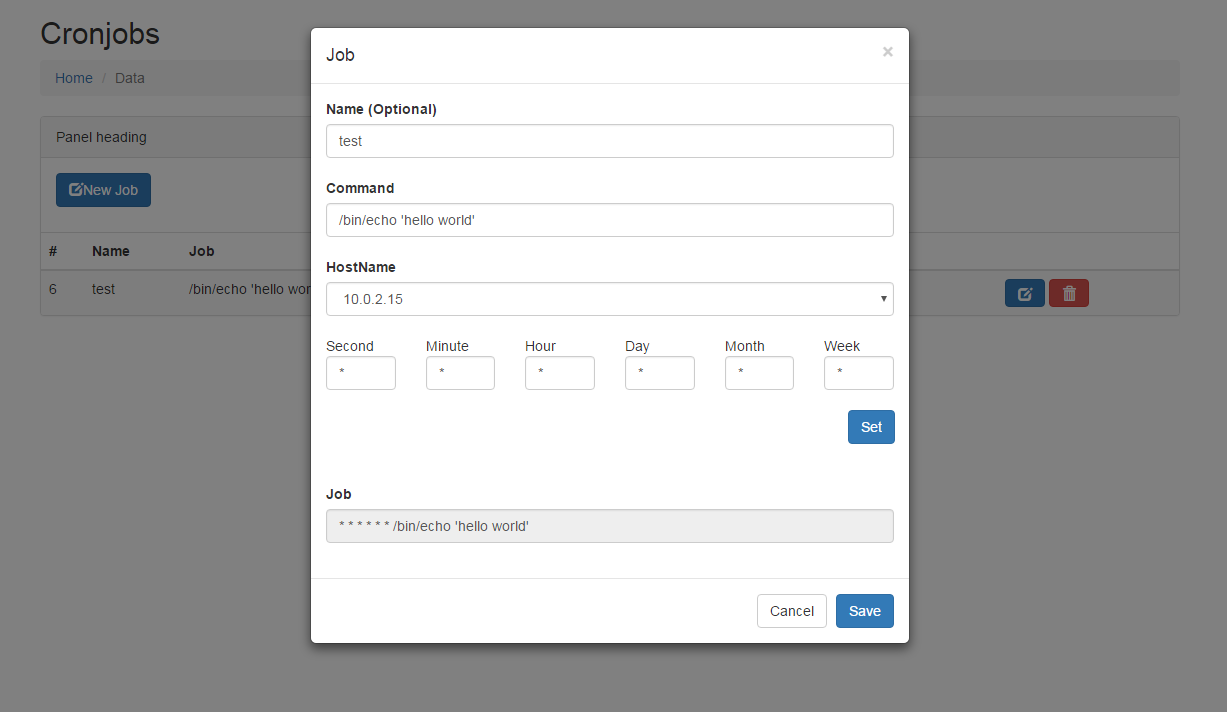 Cronjobs
Home / Data
Panel heading
New Job
# Name Job
6 test /bin/echo 'hello wor
Job ×
Name (Optional)
test
Command
/bin/echo 'hello world'
HostName
10.0.2.15
Second Minute Hour Day Month Week
* * * * * *
Set
Job
* * * * * * /bin/echo 'hello world'
Cancel Save